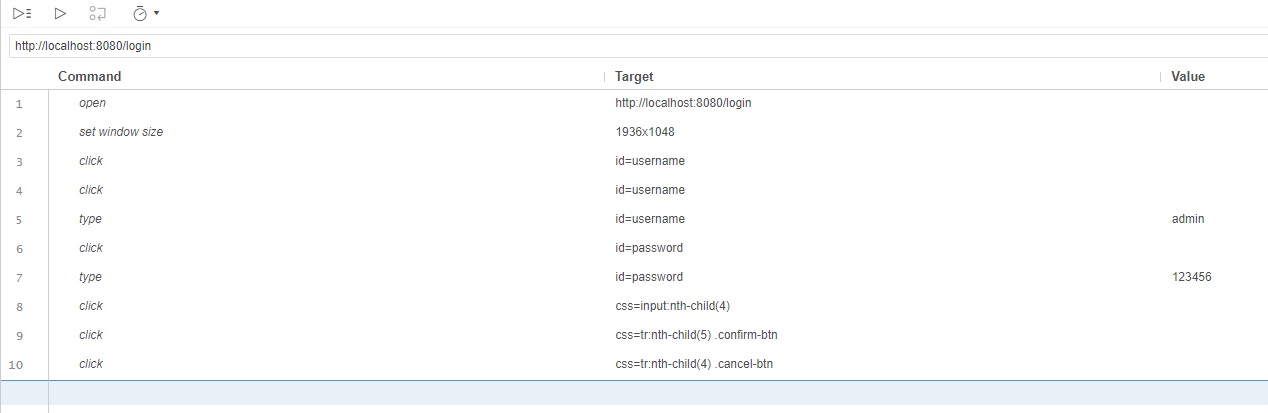 http://localhost:8080/login
Command Target Value
1 open http://localhost:8080/login
2 set window size 1936x1048
3 click id=username
4 click id=username
5 type id=username admin
6 click id=password
7 type id=password 123456
8 click css=input:nth-child(4)
9 click css=tr:nth-child(5) .confirm-btn
10 click css=tr:nth-child(4) .cancel-btn